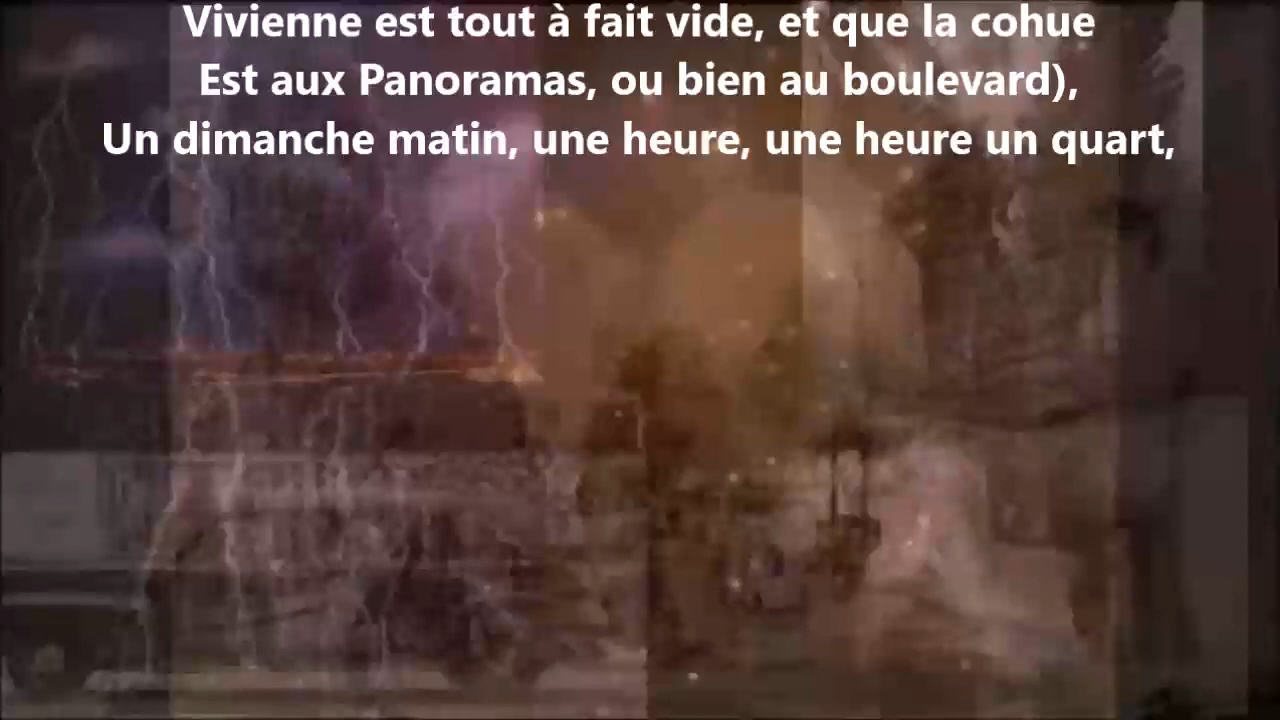 Vivienne est tout à fait vide, et que la cohue
Est aux Panoramas, ou bien au boulevard),
Un dimanche matin, une heure, une heure un quart,